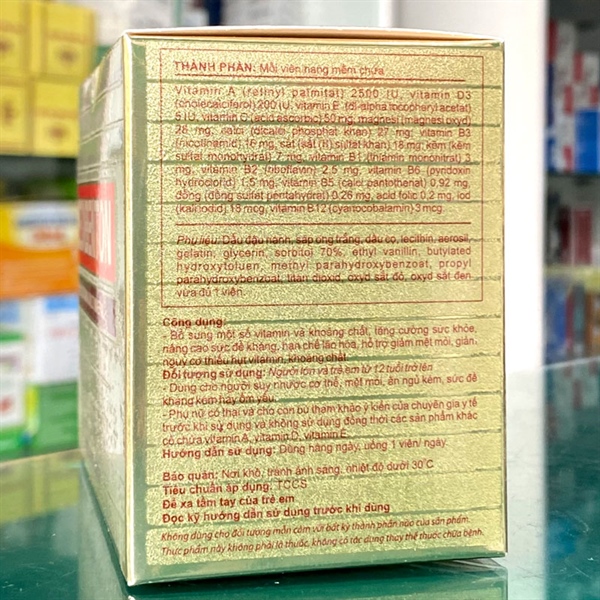 THÀNH PHẦN: Mỗi viên nang mềm chứa
Vitamin A (retinyl palmitat) 2500 IU, vitamin D3
(cholecalciferol) 200 IU, vitamin E (dl-alpha tocopheryl acetat)
5 IU, vitamin C (acid ascorbic) 50 mg, magnesi (magnesi oxyd)
28 mg, calci (dicalci phosphat khan) 27 mg, vitamin B3
(nicotinamid) 16 mg, sắt (sắt (II) sulfat khan) 18 mg, kẽm (kẽm
sulfat monohydrat) 7 mg, vitamin B1 (thiamin mononitrat) 3
mg, vitamin B2 (riboflavin) 2,5 mg, vitamin B6 (pyridoxin
hydroclorid) 1,5 mg, vitamin B5 (calci pantothenat) 0,92 mg,
đồng (đồng sulfat pentahydrat) 0,26 mg, acid folic 0,2 mg, iod
(kali iodid) 18 mcg, vitamin B12 (cyanocobalamin) 3 mcg.
Phụ liệu: Dầu đậu nành, sáp ong trắng, dầu cọ, lecithin, aerosil,
gelatin, glycerin, sorbitol 70%, ethyl vanillin, butylated
hydroxytoluen, methyl parahydroxybenzoat, propyl
parahydroxybenzoat, titan dioxid, oxyd sắt đỏ, oxyd sắt đen
vừa đủ 1 viên.
Công dụng:
- Bổ sung một số vitamin và khoáng chất, tăng cường sức khỏe,
nâng cao sức đề kháng, hạn chế lão hóa, hỗ trợ giảm mệt mỏi, giảm
nguy cơ thiếu hụt vitamin, khoáng chất.
Đối tượng sử dụng: Người lớn và trẻ em từ 12 tuổi trở lên
- Dùng cho người suy nhược cơ thể, mệt mỏi, ăn ngủ kém, sức đề
kháng kém hay ốm yếu.
- Phụ nữ có thai và cho con bú tham khảo ý kiến của chuyên gia y tế
trước khi sử dụng và không sử dụng đồng thời các sản phẩm khác
có chứa vitamin A, vitamin D, vitamin E.
Hướng dẫn sử dụng: Dùng hàng ngày, uống 1 viên/ ngày.
Bảo quản: Nơi khô, tránh ánh sáng, nhiệt độ dưới 30°C
Tiêu chuẩn áp dụng: TCCS
Để xa tầm tay của trẻ em
Đọc kỹ hướng dẫn sử dụng trước khi dùng
Không dùng cho đối tượng mẫn cảm với bất kỳ thành phần nào của sản phẩm.
Thực phẩm này không phải là thuốc, không có tác dụng thay thế thuốc chữa bệnh.